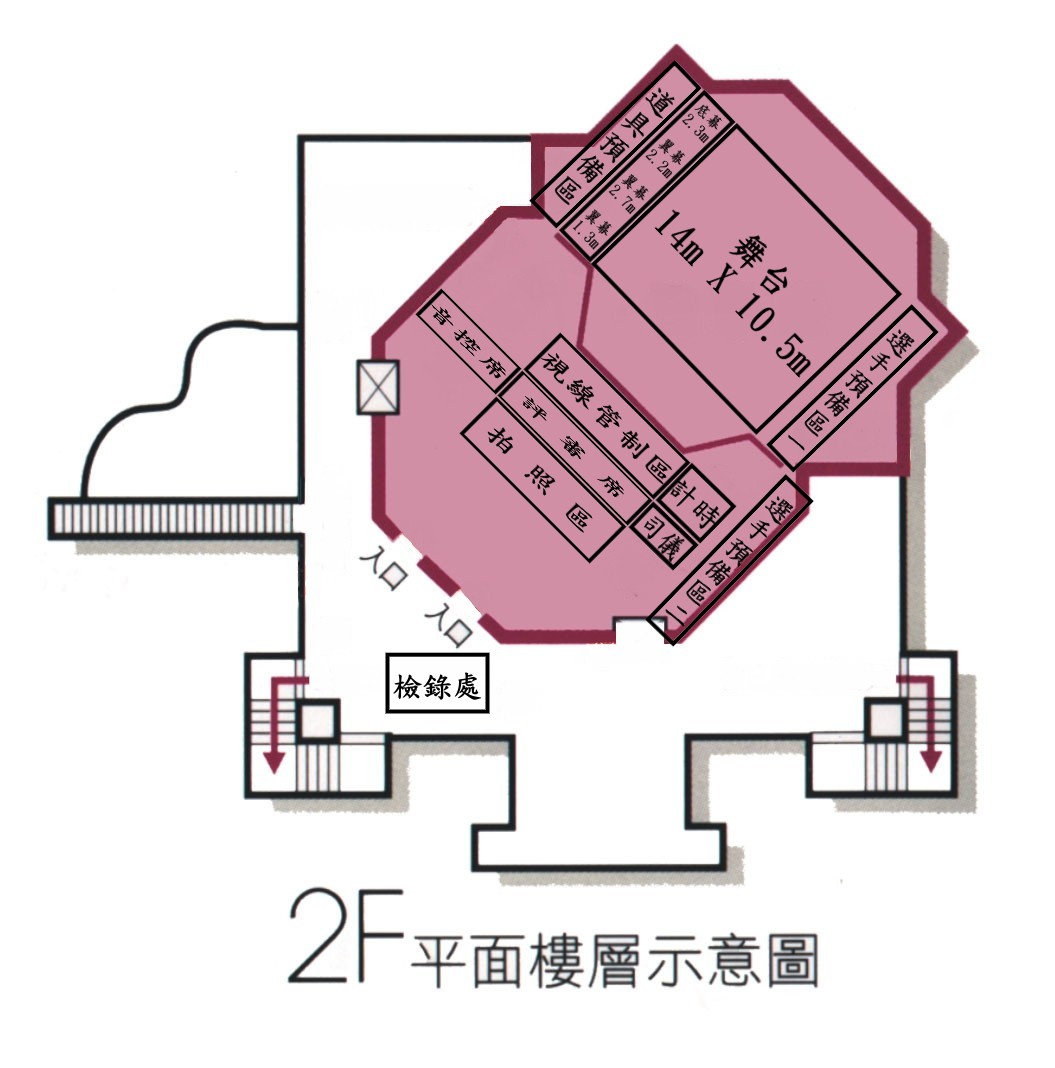 道具預備區
底幕
2.3m
翼幕
2.2m
翼幕
2.7m
翼幕
1.3m
舞台
14m X 10.5m
選手預備區一
音控席
視線管制區
評審席
拍照區
計時
司儀
選手預備區二
入口
入口
檢錄處
2F平面樓層示意圖